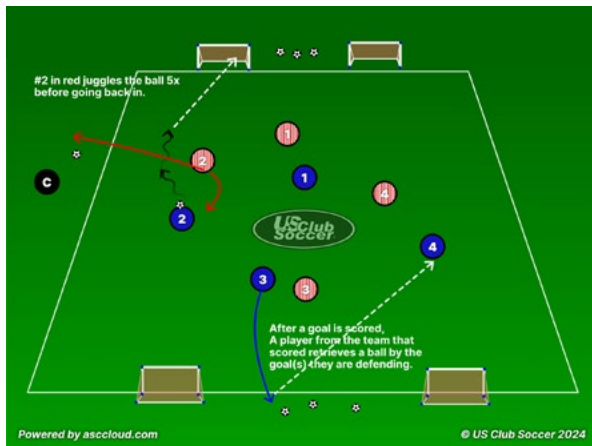 #2 in red juggles the ball 5x
before going back in.
1
2
1
4
C
2
US Club
Soccer
4
3
3
After a goal is scored,
A player from the team that
scored retrieves a ball by the
goal(s) they are defending.
Powered by asccloud.com
© US Club Soccer 2024